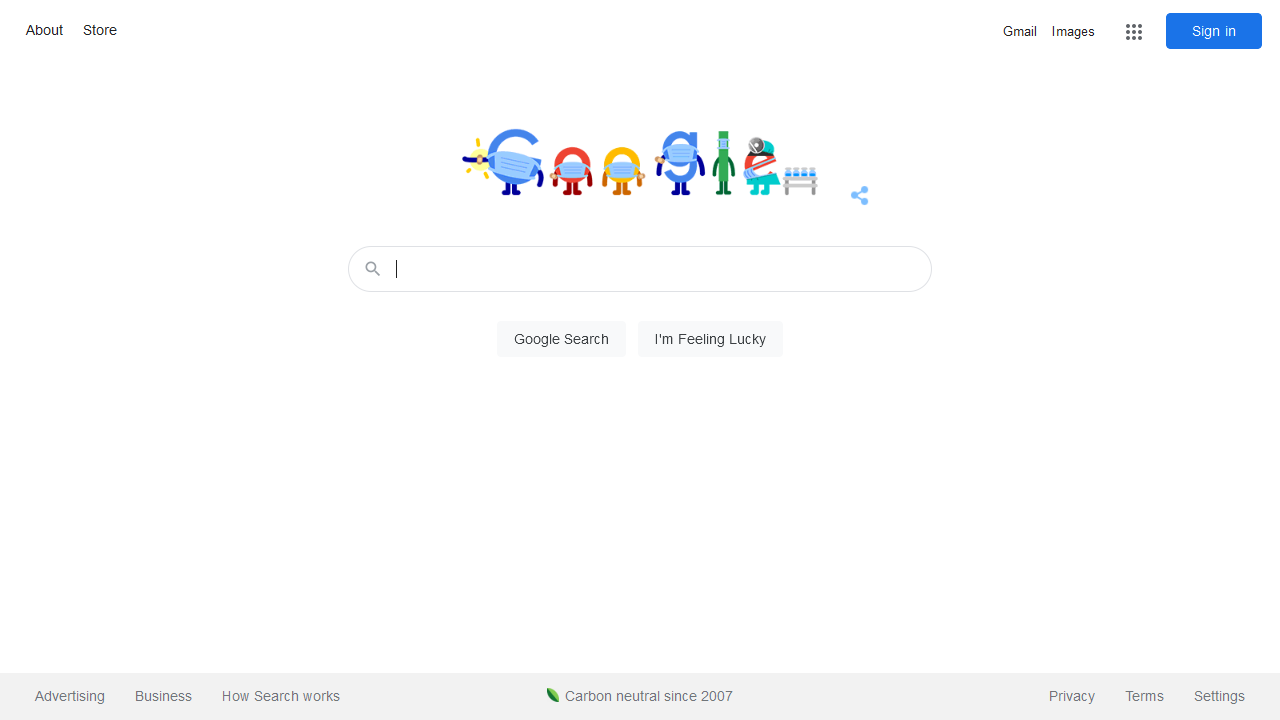 About Store
Gmail Images
Sign in
Google
Google Search
I'm Feeling Lucky
Advertising Business How Search works
Carbon neutral since 2007
Privacy Terms Settings